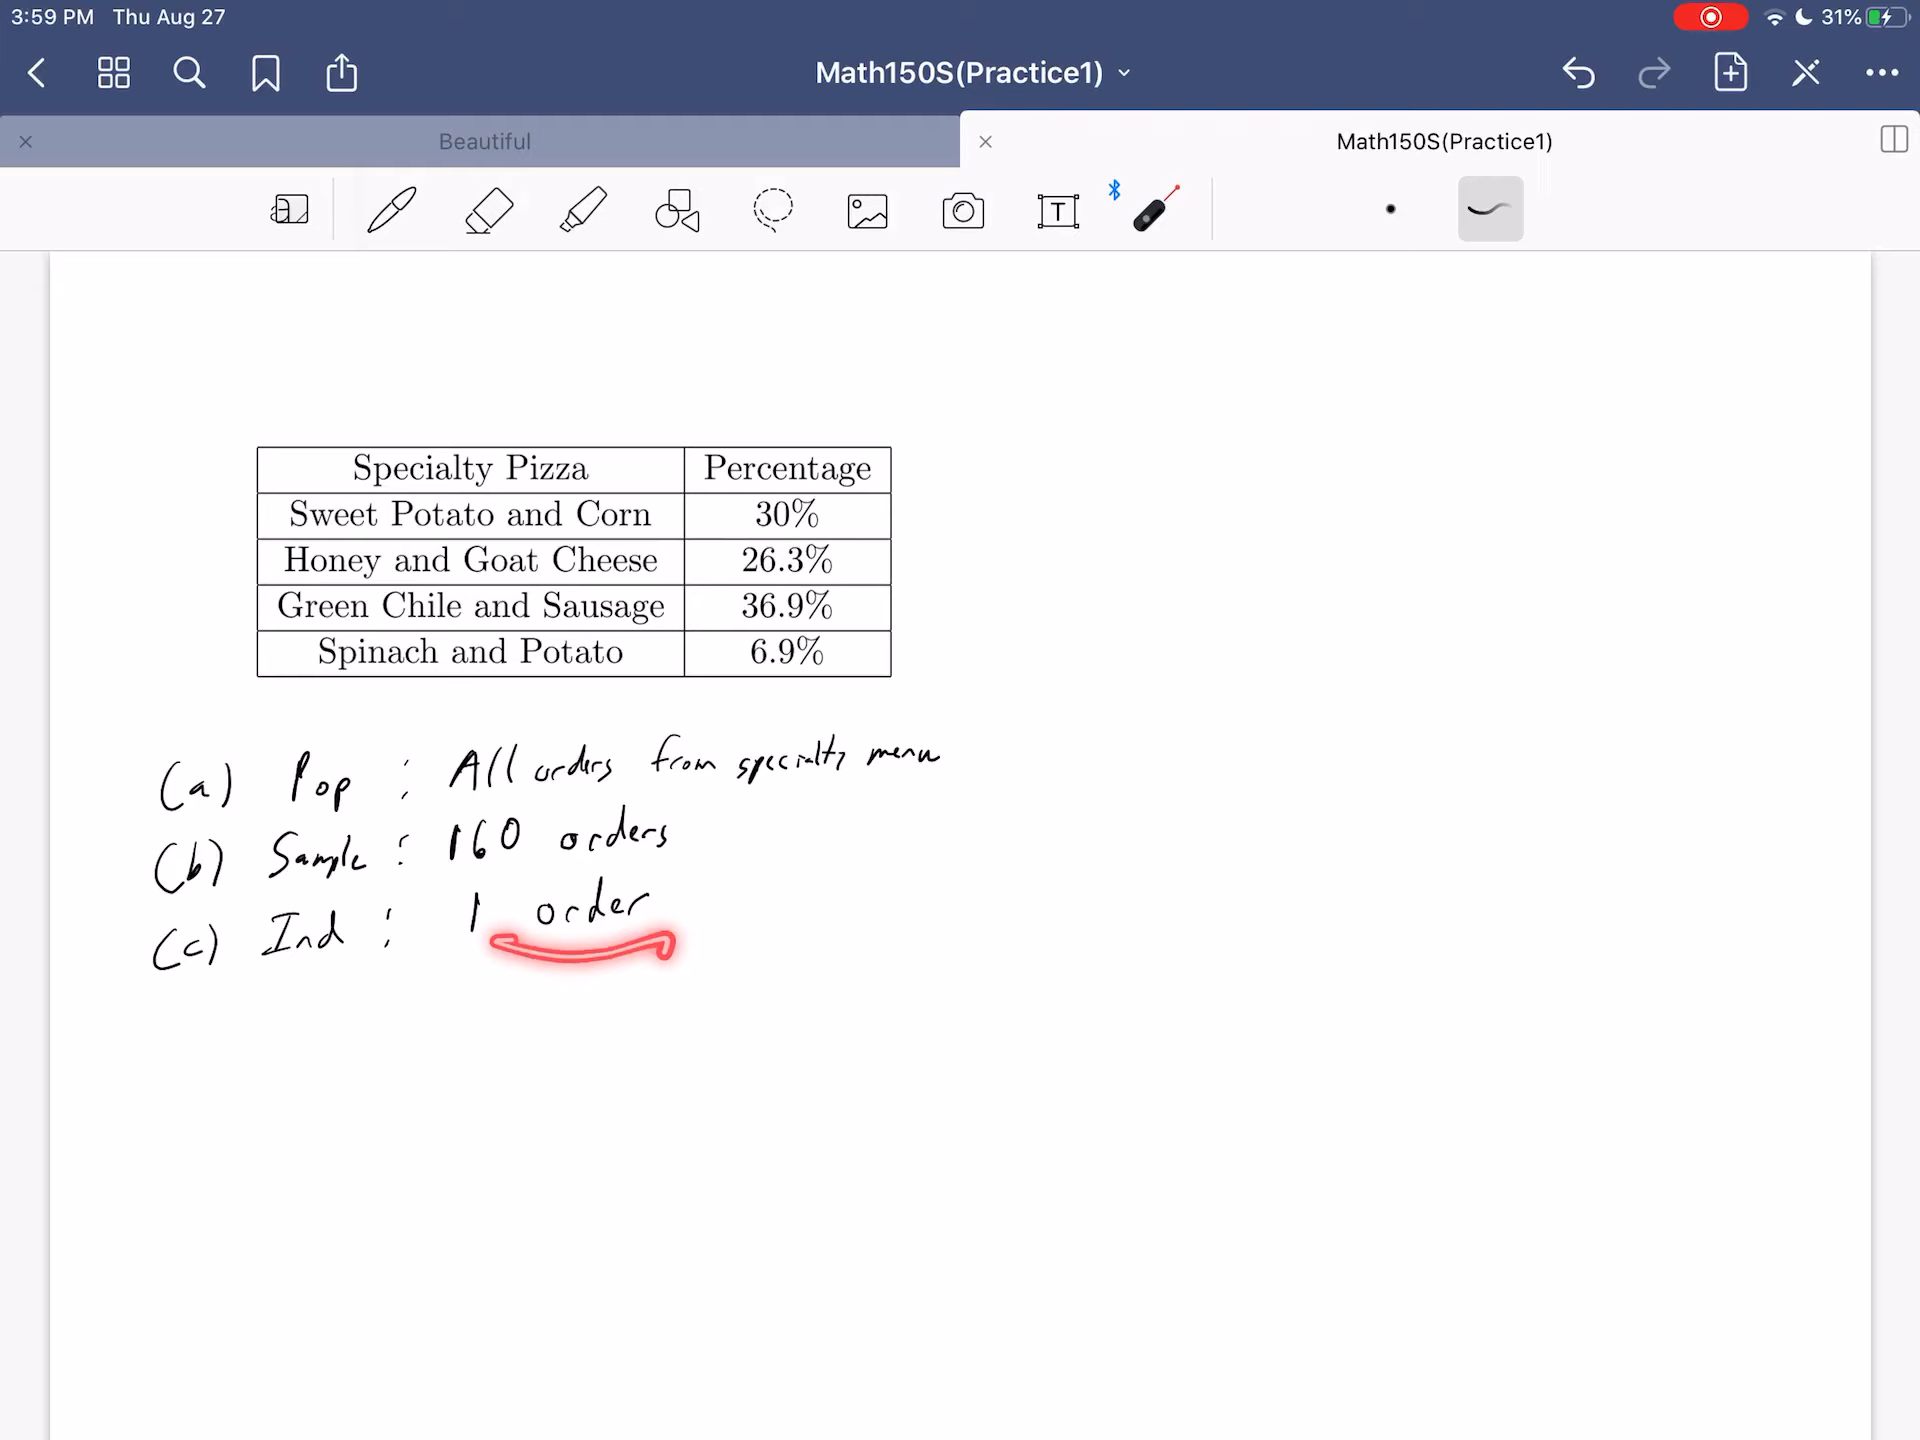 3:59 PM Thu Aug 27
31%
Math150S(Practice1)
Beautiful
Math150S(Practice1)
a
T
Specialty Pizza Percentage
Sweet Potato and Corn 30%
Honey and Goat Cheese 26.3%
Green Chile and Sausage 36.9%
Spinach and Potato 6.9%
(a) Pop : All orders from specialty menu
(b) Sample : 160 orders
(c) Ind : 1 order